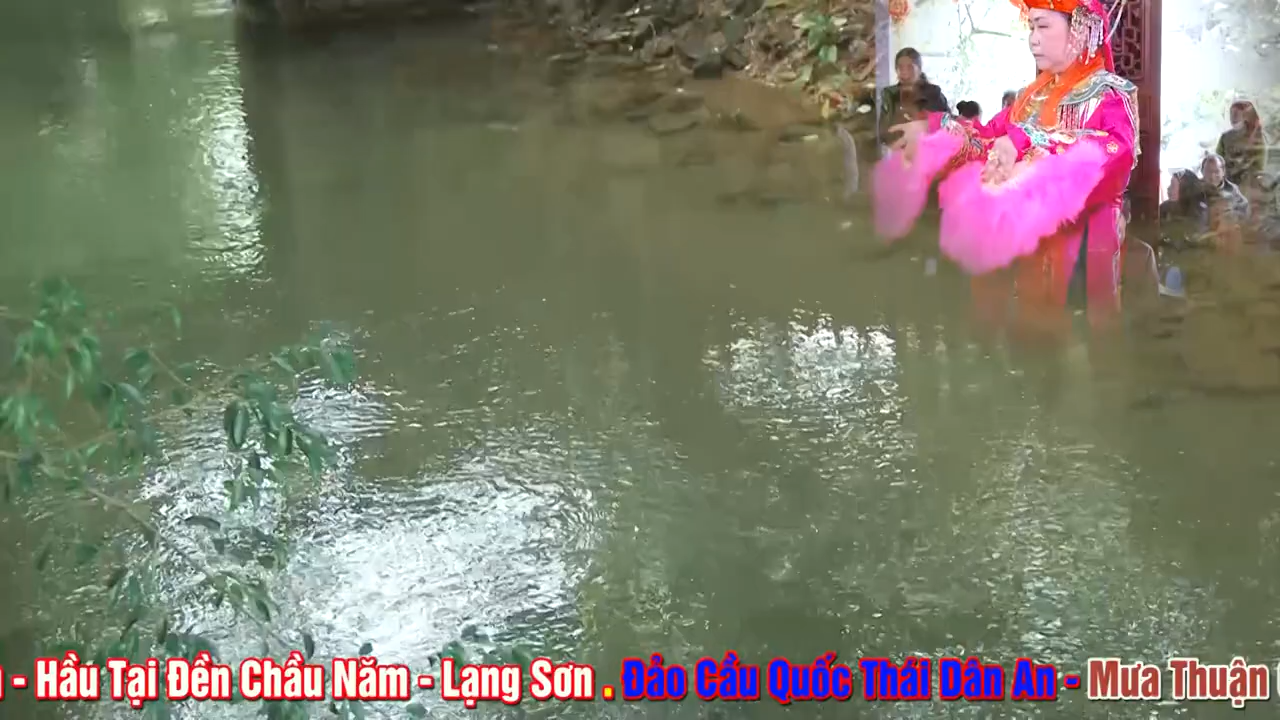 - Hầu Tại Đền Chầu Năm - Lạng Sơn . Đảo Cầu Quốc Thái Dân An - Mưa Thuận